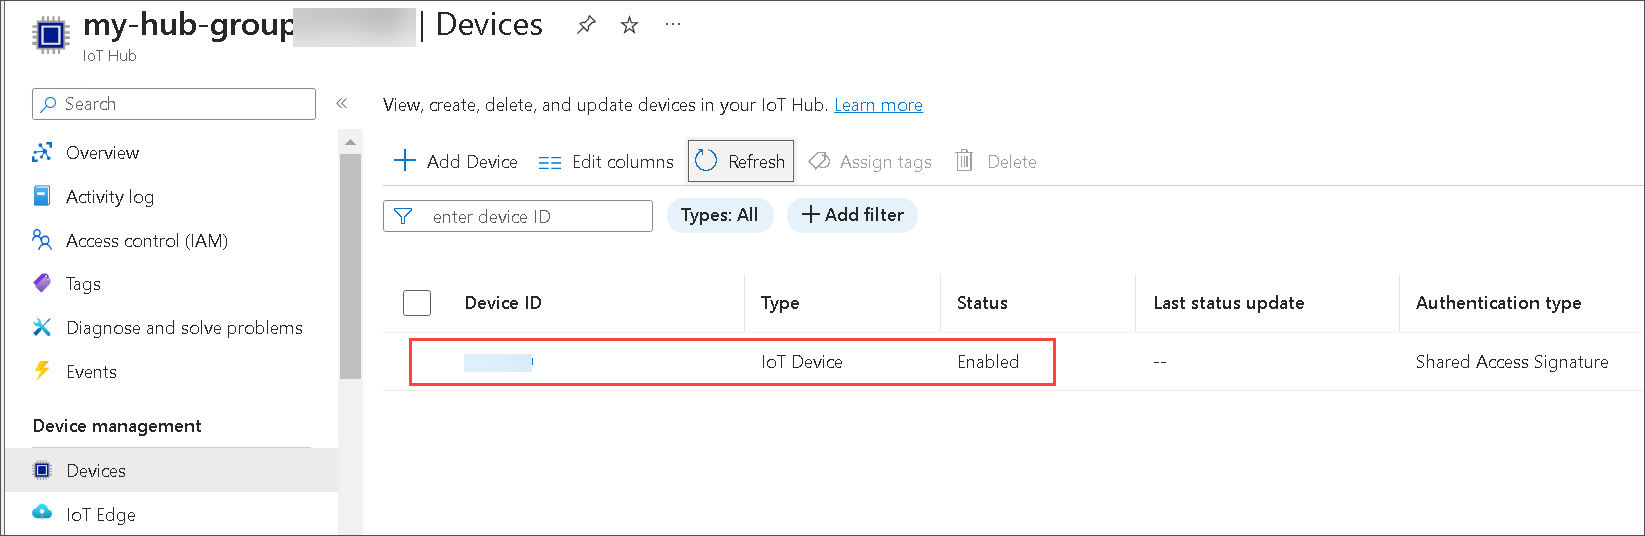 my-hub-group | Devices
IoT Hub
Search
Overview
Activity log
Access control (IAM)
Tags
Diagnose and solve problems
Events
Device management
Devices
IoT Edge
View, create, delete, and update devices in your IoT Hub. Learn more
Add Device Edit columns Refresh Assign tags Delete
enter device ID Types: All Add filter
Device ID Type Status Last status update Authentication type
IoT Device Enabled -- Shared Access Signature